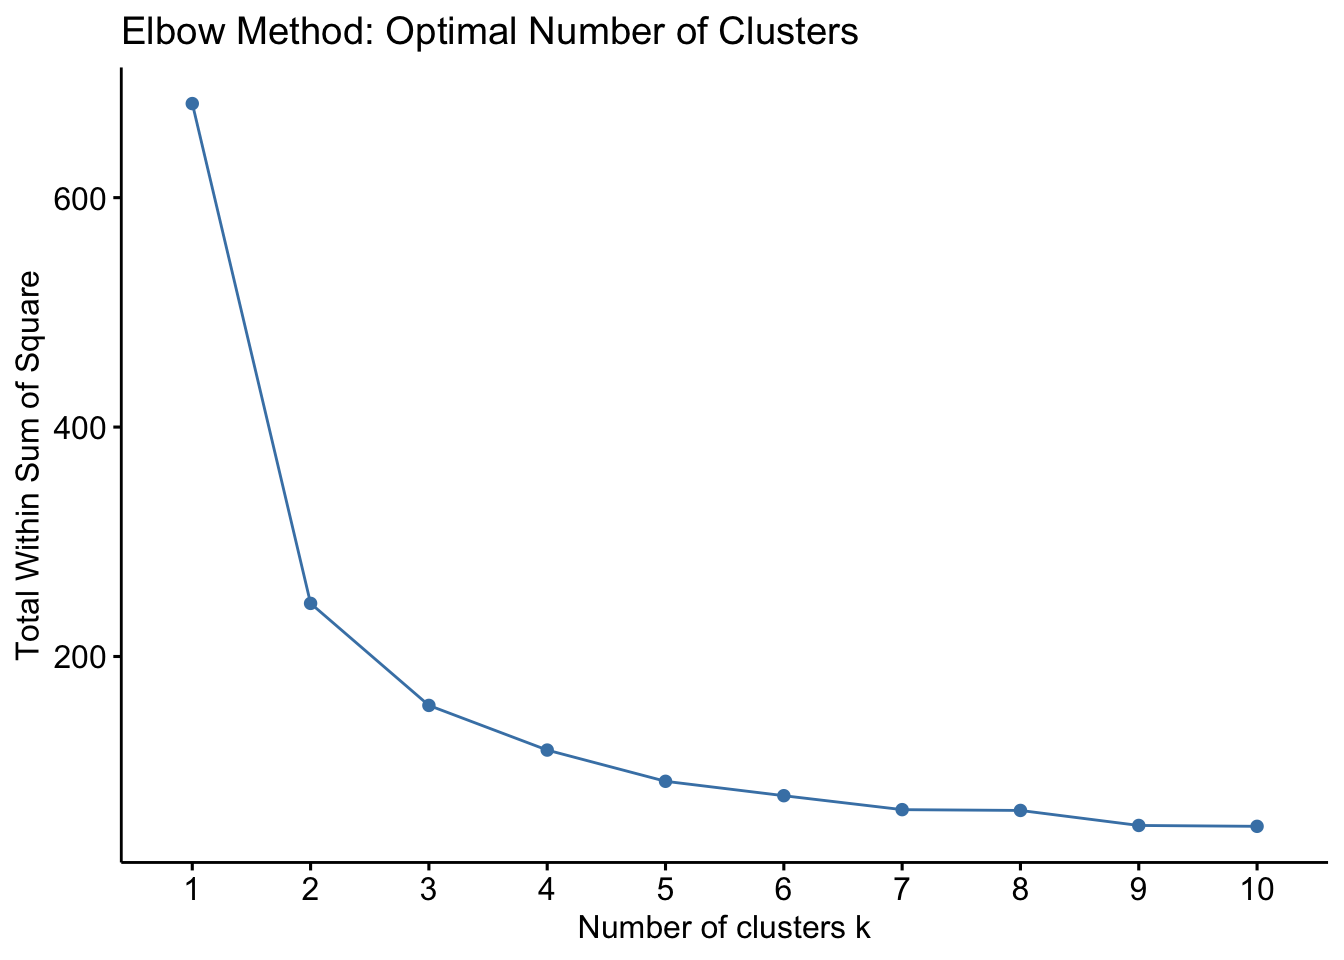 Elbow Method: Optimal Number of Clusters
Total Within Sum of Square
600
400
200
1 2 3 4 5 6 7 8 9 10
Number of clusters k